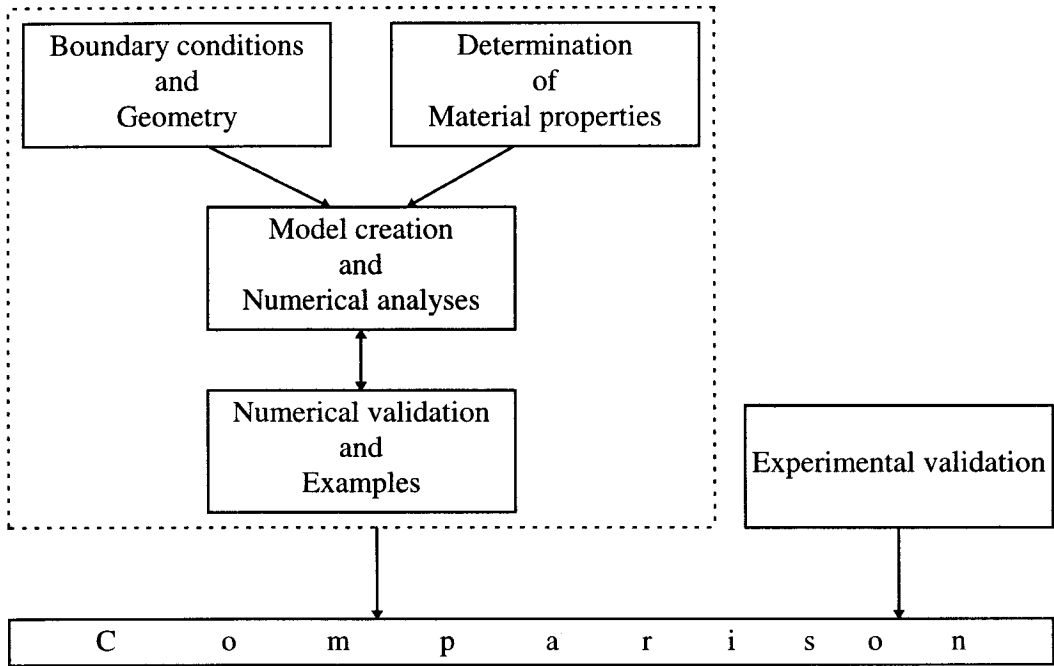 Boundary conditions
and
Geometry
Determination
of
Material properties
Model creation
and
Numerical analyses
Numerical validation
and
Examples
Experimental validation
C o m p a r i s o n